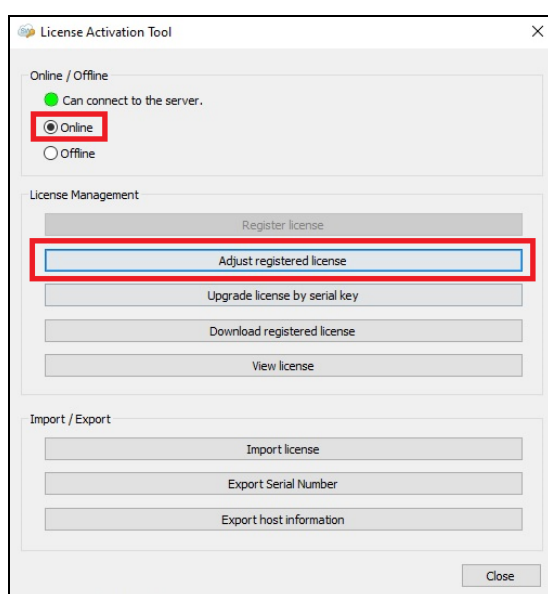 License Activation Tool
Online / Offline
Can connect to the server.
Online
Offline
License Management
Register license
Adjust registered license
Upgrade license by serial key
Download registered license
View license
Import / Export
Import license
Export Serial Number
Export host information
Close